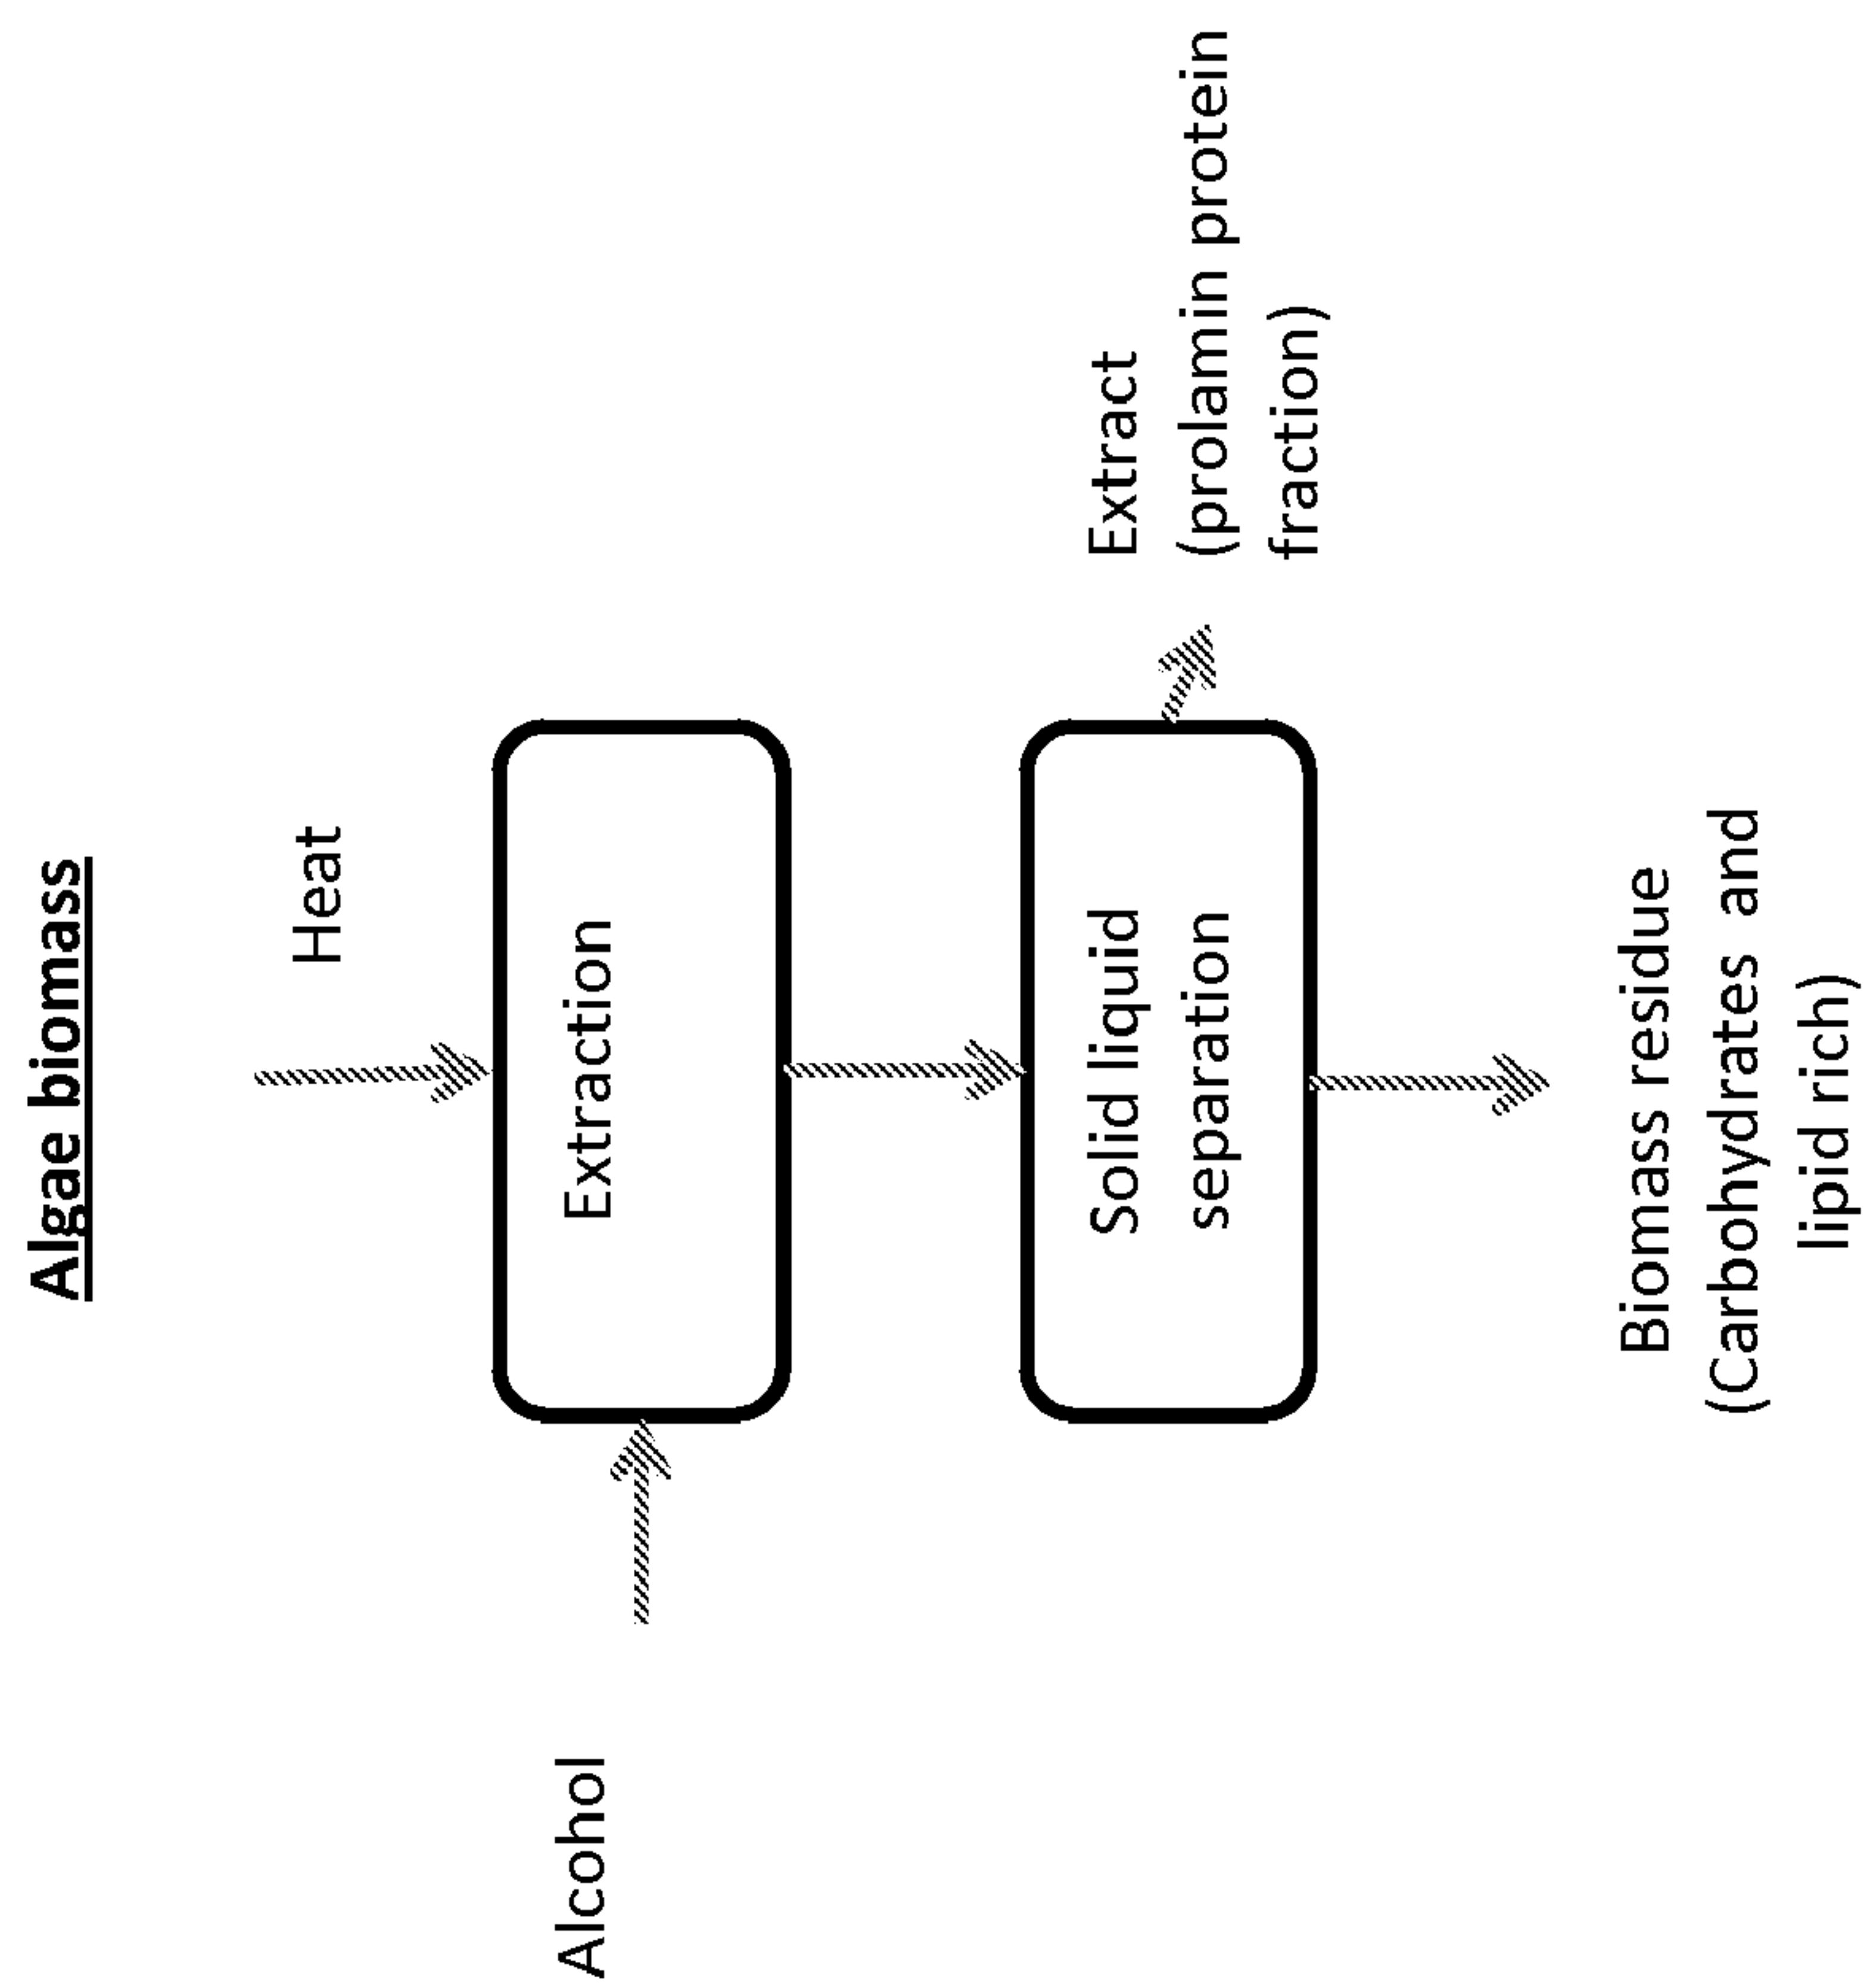 Algae biomass
Heat
Alcohol
Extraction
Solid liquid
separation
Extract
(prolamin protein
fraction)
Biomass residue
(Carbohydrates and
lipid rich)